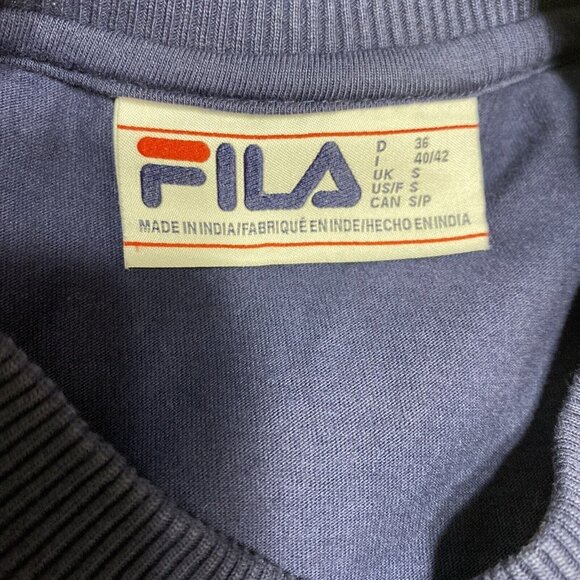 FILA
D 36
I 40/42
UK S
US/F S
CAN S/P
MADE IN INDIA/FABRIQUÉ EN INDE/HECHO EN INDIA